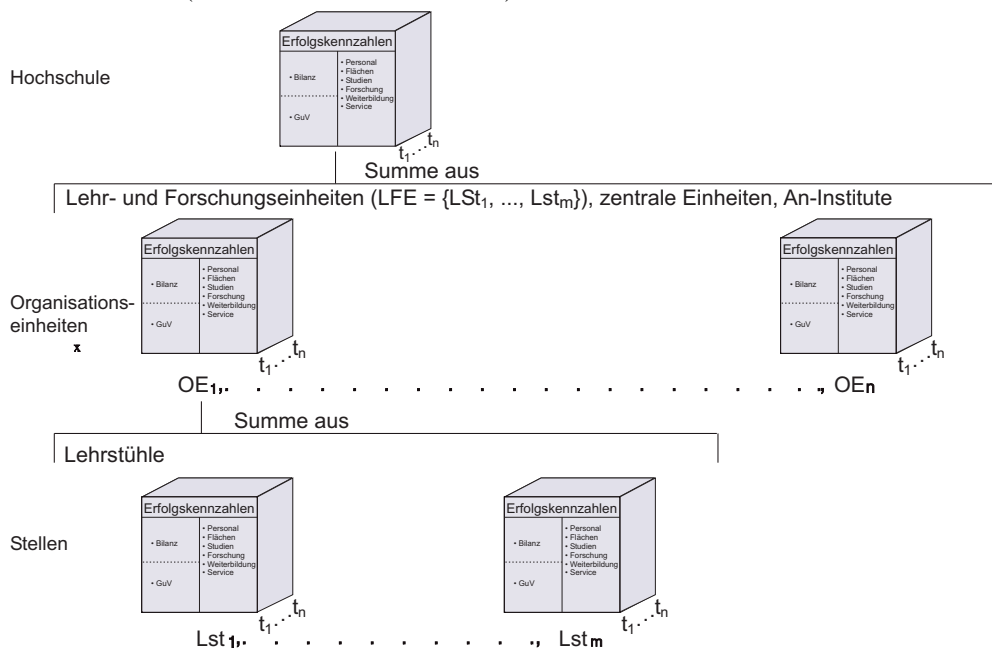 Erfolgskennzahlen
Hochschule
• Bilanz
• GuV
• Personal
• Flächen
• Studien
• Forschung
• Weiterbildung
• Service
t1...tn
Summe aus
Lehr- und Forschungseinheiten (LFE = {LSt1, ..., Lstm}), zentrale Einheiten, An-Institute
Organisations-
einheiten
x
Erfolgskennzahlen
• Bilanz
• GuV
• Personal
• Flächen
• Studien
• Forschung
• Weiterbildung
• Service
t1...tn
Erfolgskennzahlen
• Bilanz
• GuV
• Personal
• Flächen
• Studien
• Forschung
• Weiterbildung
• Service
t1...tn
OE1,. . . . . . . . . . . . . . . . . . ., OEn
Summe aus
Lehrstühle
Stellen
Erfolgskennzahlen
• Bilanz
• GuV
• Personal
• Flächen
• Studien
• Forschung
• Weiterbildung
• Service
t1...tn
Erfolgskennzahlen
• Bilanz
• GuV
• Personal
• Flächen
• Studien
• Forschung
• Weiterbildung
• Service
t1...tn
Lst1,. . . . . . . . . ., Lstm